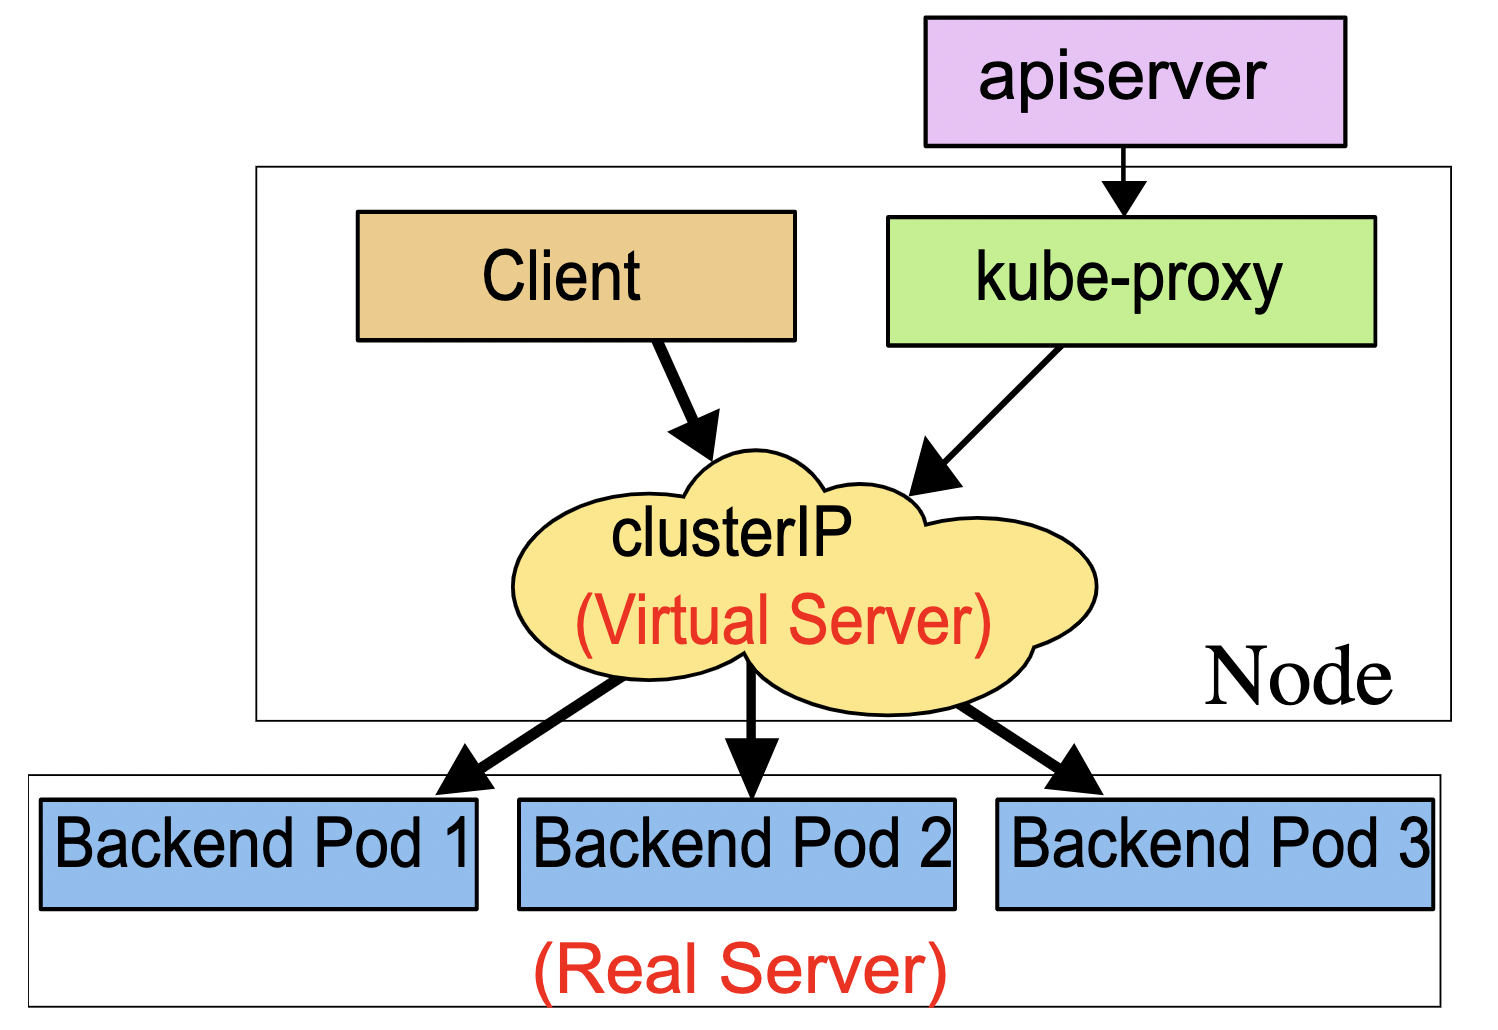 apiserver
Client
kube-proxy
clusterIP
(Virtual Server)
Node
Backend Pod 1
Backend Pod 2
Backend Pod 3
(Real Server)